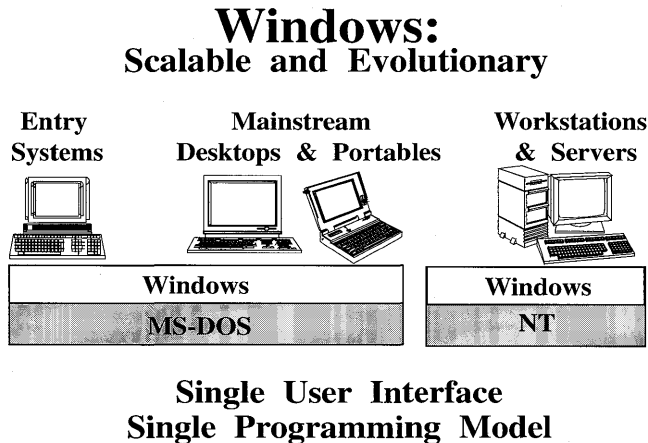 Windows:
Scalable and Evolutionary
Entry
Systems
Mainstream
Desktops & Portables
Workstations
& Servers
Windows
MS-DOS
Windows
NT
Single User Interface
Single Programming Model